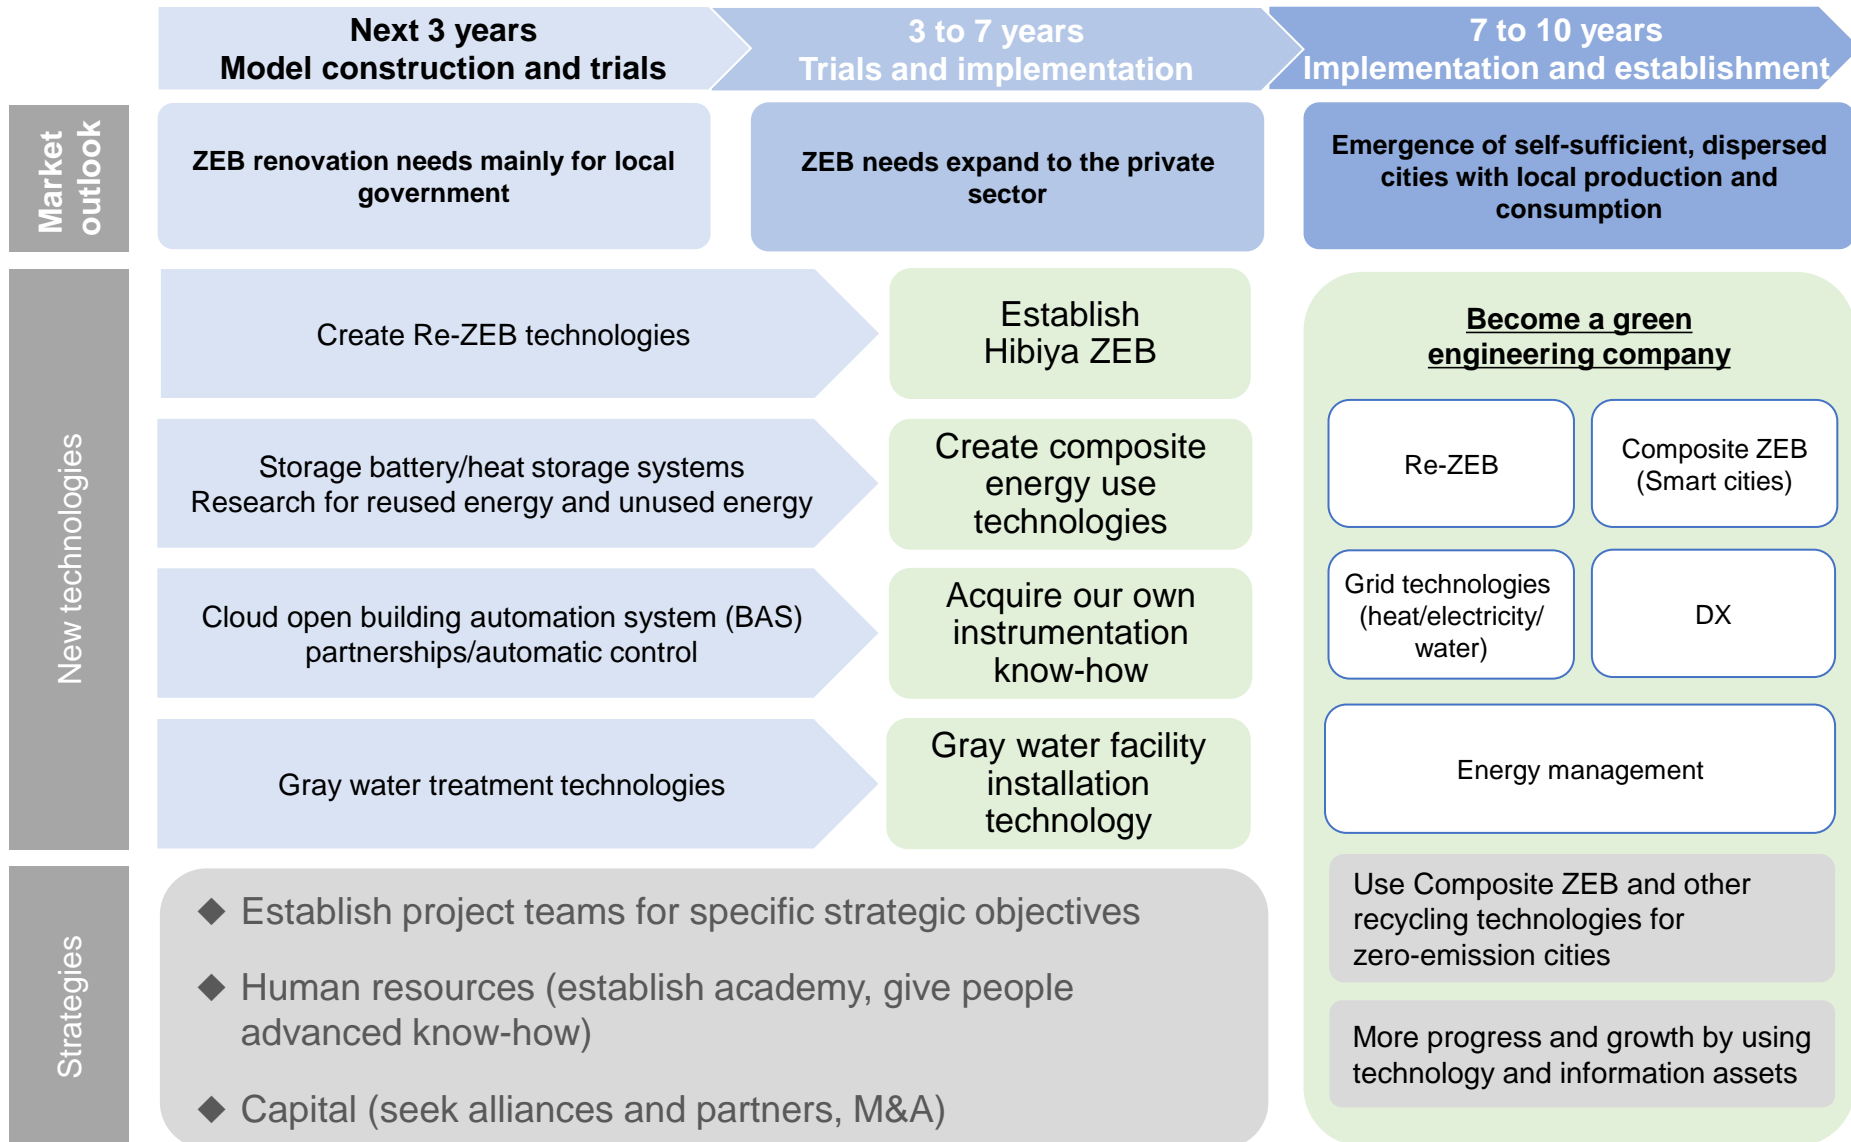 Next 3 years
Model construction and trials
3 to 7 years
Trials and implementation
7 to 10 years
Implementation and establishment
Market
outlook
ZEB renovation needs mainly for local
government
ZEB needs expand to the private
sector
Emergence of self-sufficient, dispersed
cities with local production and
consumption
New technologies
Create Re-ZEB technologies
Establish
Hibiya ZEB
Storage battery/heat storage systems
Research for reused energy and unused energy
Create composite
energy use
technologies
Cloud open building automation system (BAS)
partnerships/automatic control
Acquire our own
instrumentation
know-how
Gray water treatment technologies
Gray water facility
installation
technology
Become a green
engineering company
Re-ZEB
Composite ZEB
(Smart cities)
Grid technologies
(heat/electricity/
water)
DX
Energy management
Strategies
◆ Establish project teams for specific strategic objectives
◆ Human resources (establish academy, give people
advanced know-how)
◆ Capital (seek alliances and partners, M&A)
Use Composite ZEB and other
recycling technologies for
zero-emission cities
More progress and growth by using
technology and information assets